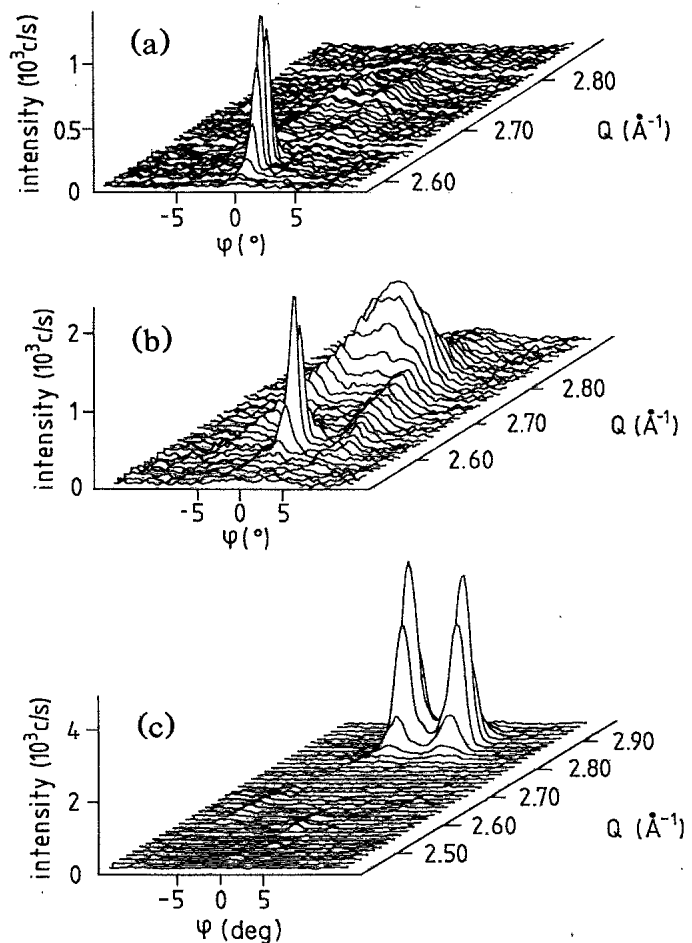 (a)
intensity (10³c/s)
1
0.5
0
-5 0 5
φ(°)
2.60
2.70
2.80
Q (Å⁻¹)
(b)
intensity (10³c/s)
2
1
0
-5 0 5
φ(°)
2.60
2.70
2.80
Q (Å⁻¹)
(c)
intensity (10³c/s)
4
2
0
-5 0 5
φ (deg)
2.50
2.60
2.70
2.80
2.90
Q (Å⁻¹)